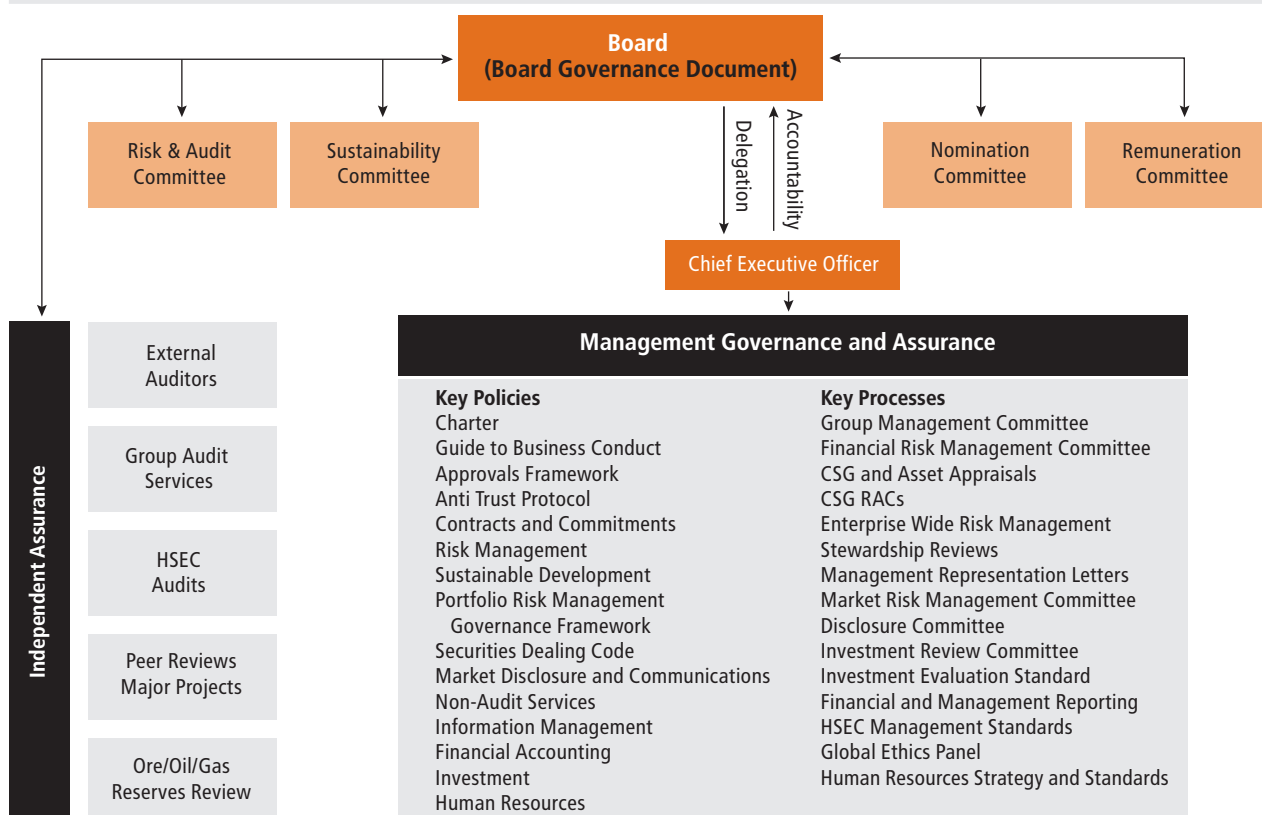 Board
(Board Governance Document)
Risk & Audit
Committee
Sustainability
Committee
Delegation
Accountability
Nomination
Committee
Remuneration
Committee
Chief Executive Officer
Independent Assurance
External
Auditors
Group Audit
Services
HSEC
Audits
Peer Reviews
Major Projects
Ore/Oil/Gas
Reserves Review
Management Governance and Assurance
Key Policies
Charter
Guide to Business Conduct
Approvals Framework
Anti Trust Protocol
Contracts and Commitments
Risk Management
Sustainable Development
Portfolio Risk Management
Governance Framework
Securities Dealing Code
Market Disclosure and Communications
Non-Audit Services
Information Management
Financial Accounting
Investment
Human Resources
Key Processes
Group Management Committee
Financial Risk Management Committee
CSG and Asset Appraisals
CSG RACs
Enterprise Wide Risk Management
Stewardship Reviews
Management Representation Letters
Market Risk Management Committee
Disclosure Committee
Investment Review Committee
Investment Evaluation Standard
Financial and Management Reporting
HSEC Management Standards
Global Ethics Panel
Human Resources Strategy and Standards